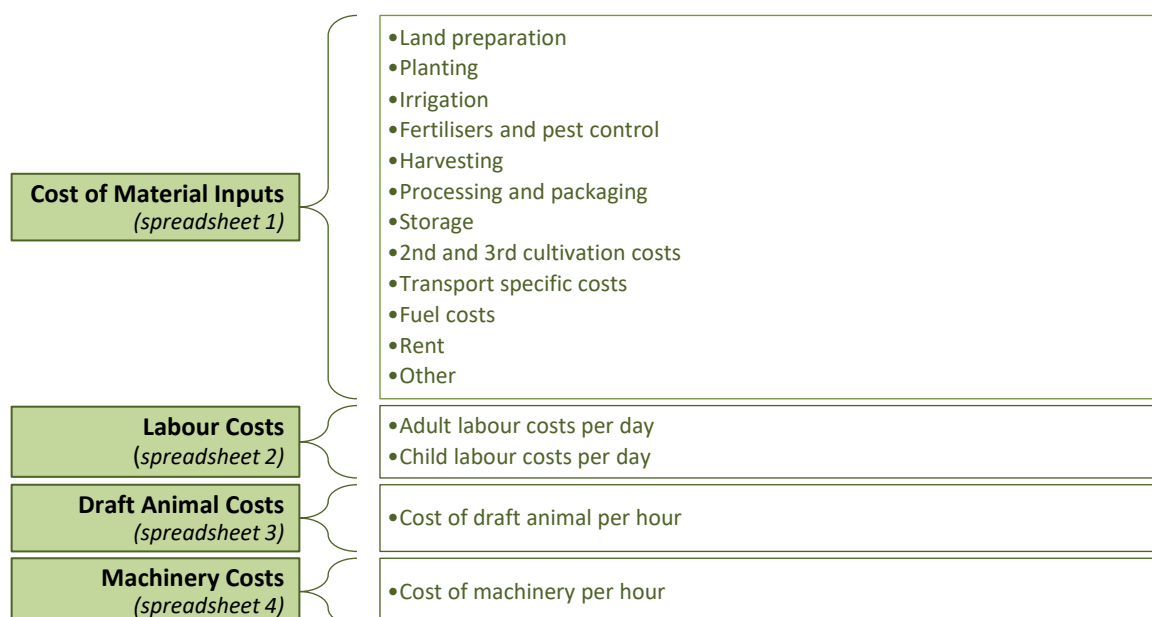 Cost of Material Inputs
(spreadsheet 1)
•Land preparation
•Planting
•Irrigation
•Fertilisers and pest control
•Harvesting
•Processing and packaging
•Storage
•2nd and 3rd cultivation costs
•Transport specific costs
•Fuel costs
•Rent
•Other
Labour Costs
(spreadsheet 2)
•Adult labour costs per day
•Child labour costs per day
Draft Animal Costs
(spreadsheet 3)
•Cost of draft animal per hour
Machinery Costs
(spreadsheet 4)
•Cost of machinery per hour